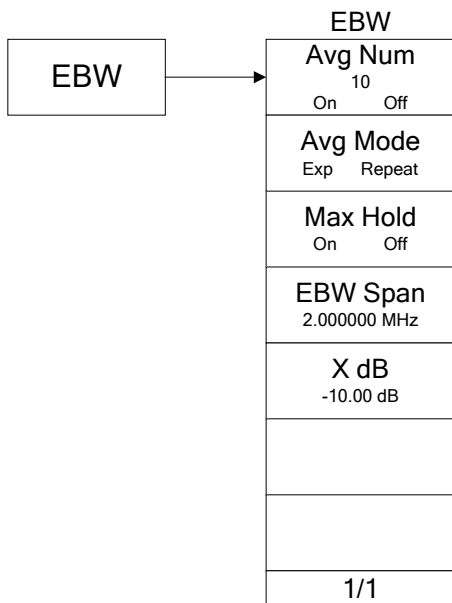 EBW
EBW
Avg Num
10
On Off
Avg Mode
Exp Repeat
Max Hold
On Off
EBW Span
2.000000 MHz
X dB
-10.00 dB
1/1